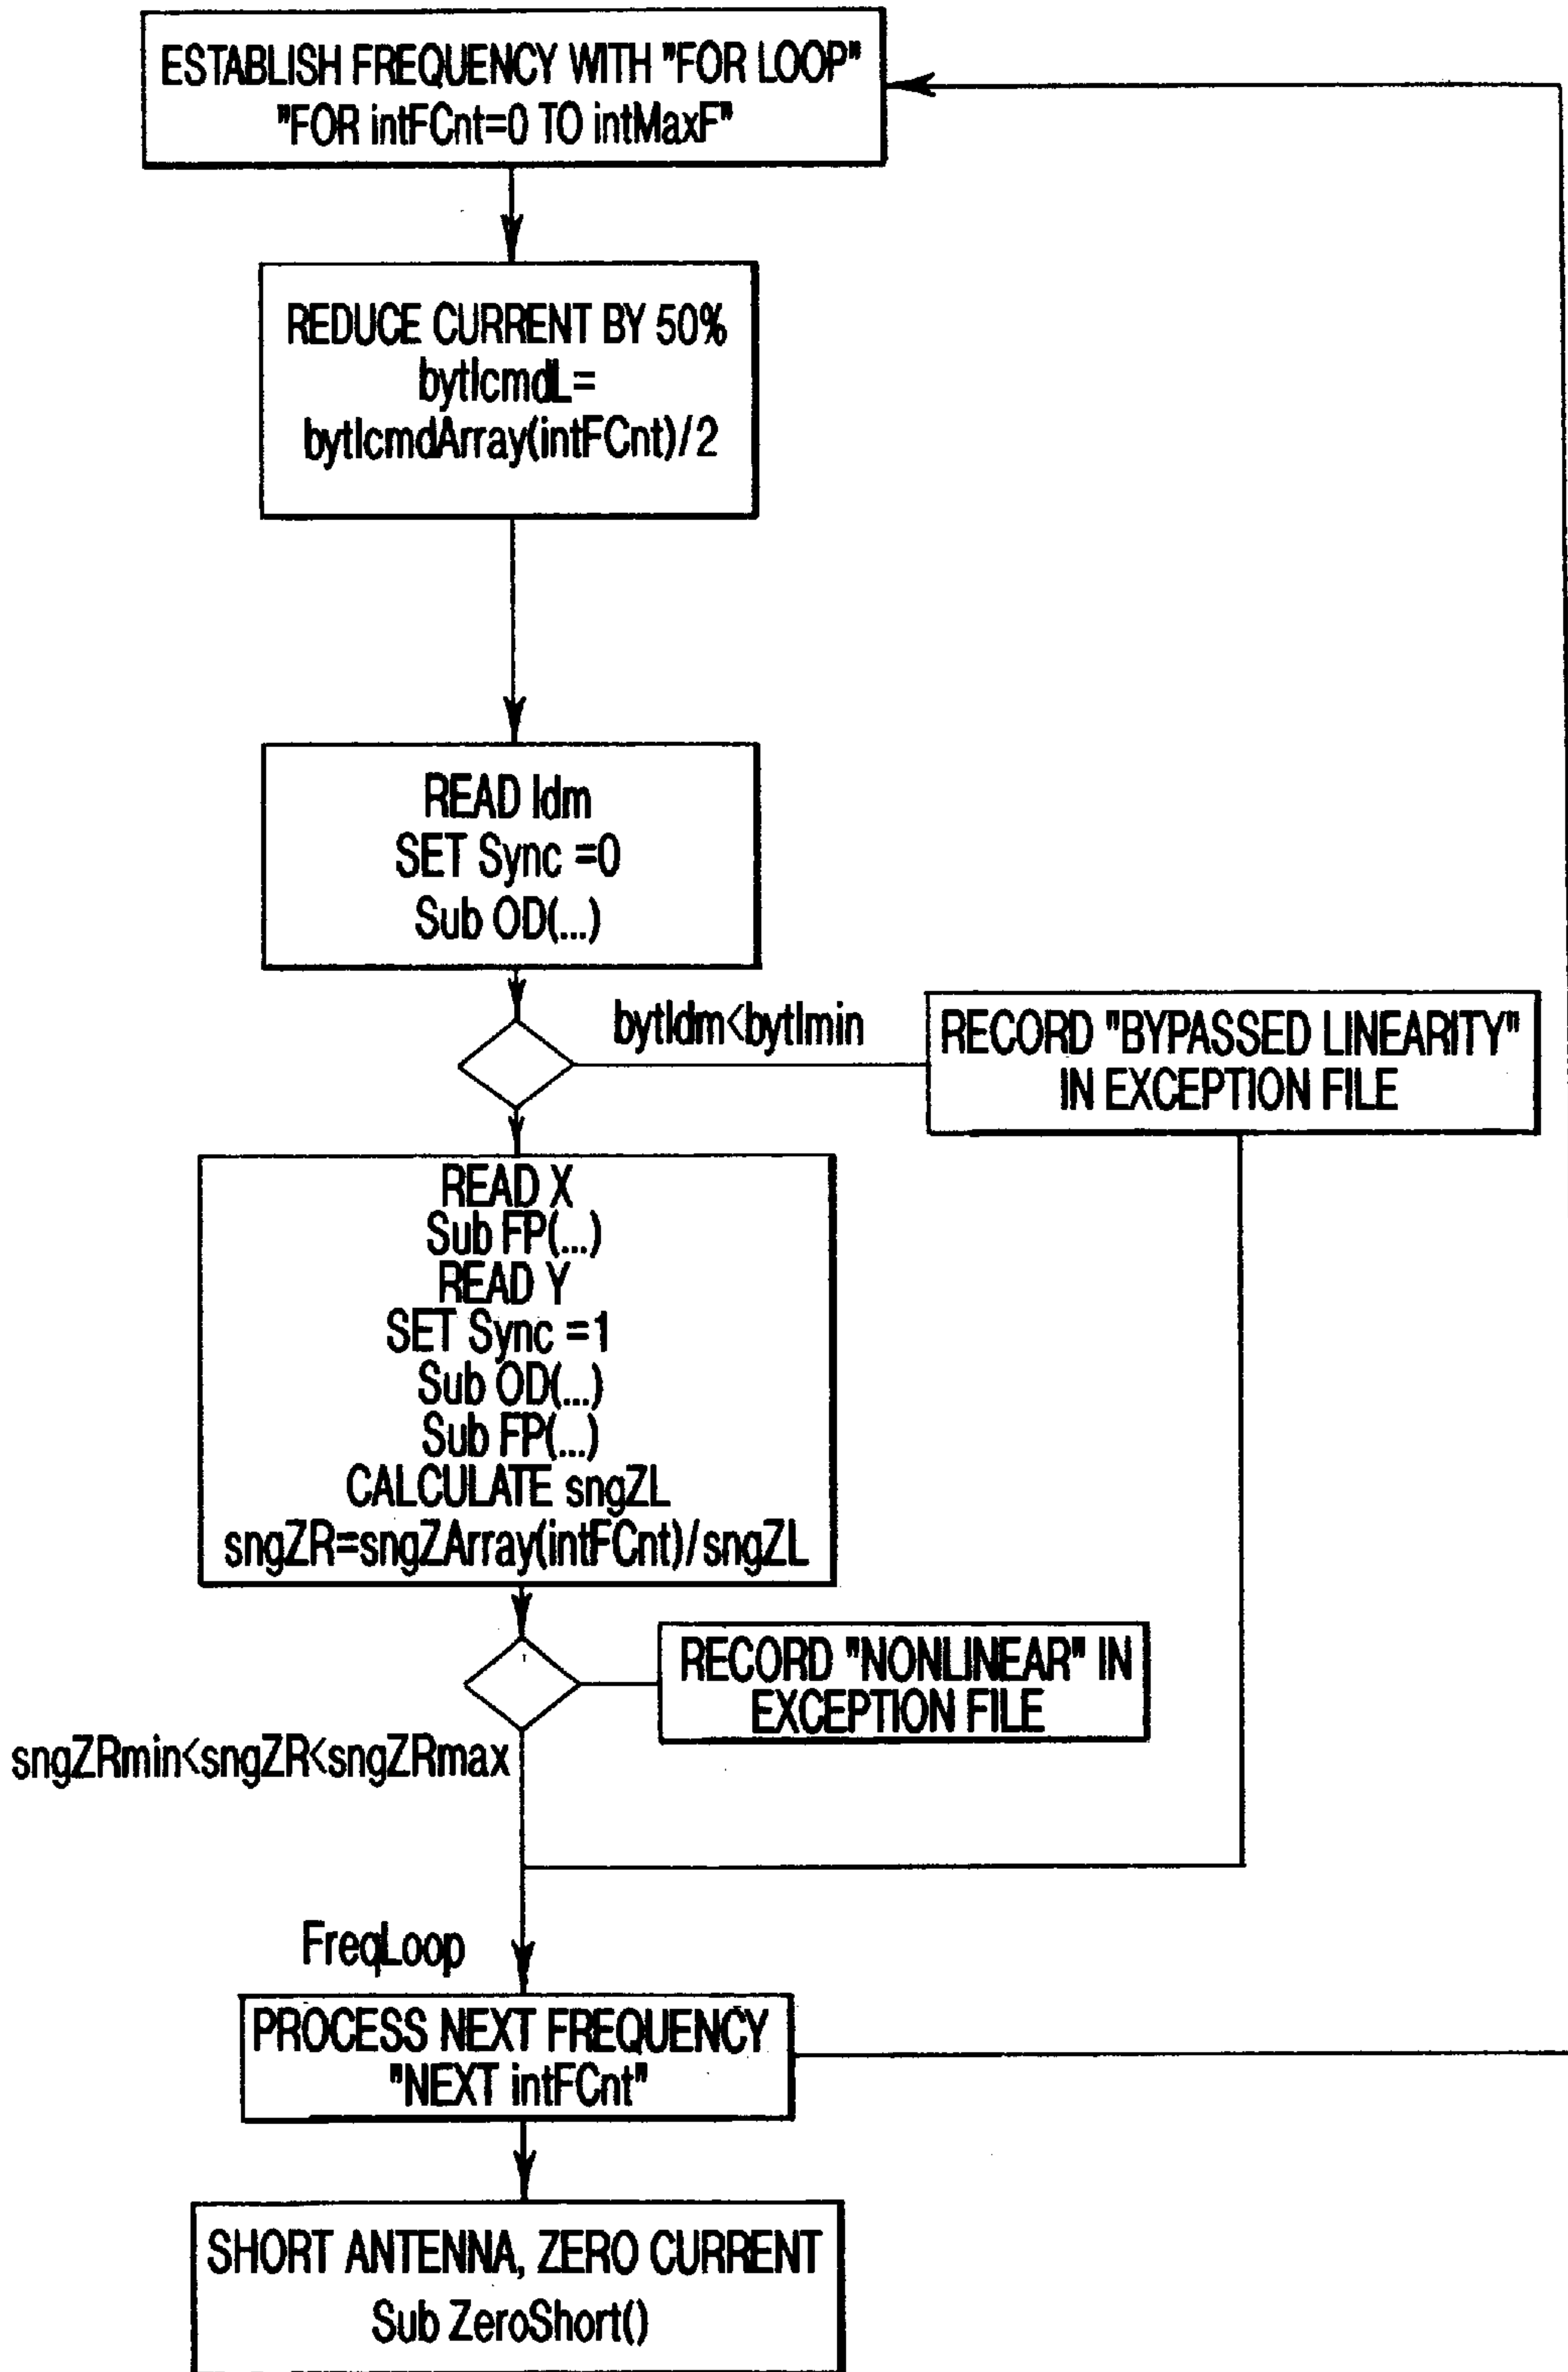 ESTABLISH FREQUENCY WITH "FOR LOOP"
"FOR intFCnt=0 TO intMaxF"
REDUCE CURRENT BY 50%
bytIcmdL=
bytIcmdArray(intFCnt)/2
READ Idm
SET Sync =0
Sub OD(...)
bytIdm<bytImin
RECORD "BYPASSED LINEARITY"
IN EXCEPTION FILE
READ X
Sub FP(...)
READ Y
SET Sync =1
Sub OD(...)
Sub FP(...)
CALCULATE sngZL
sngZR=sngZArray(intFCnt)/sngZL
RECORD "NONLINEAR" IN
EXCEPTION FILE
sngZRmin<sngZR<sngZRmax
FreqLoop
PROCESS NEXT FREQUENCY
"NEXT intFCnt"
SHORT ANTENNA, ZERO CURRENT
Sub ZeroShort()